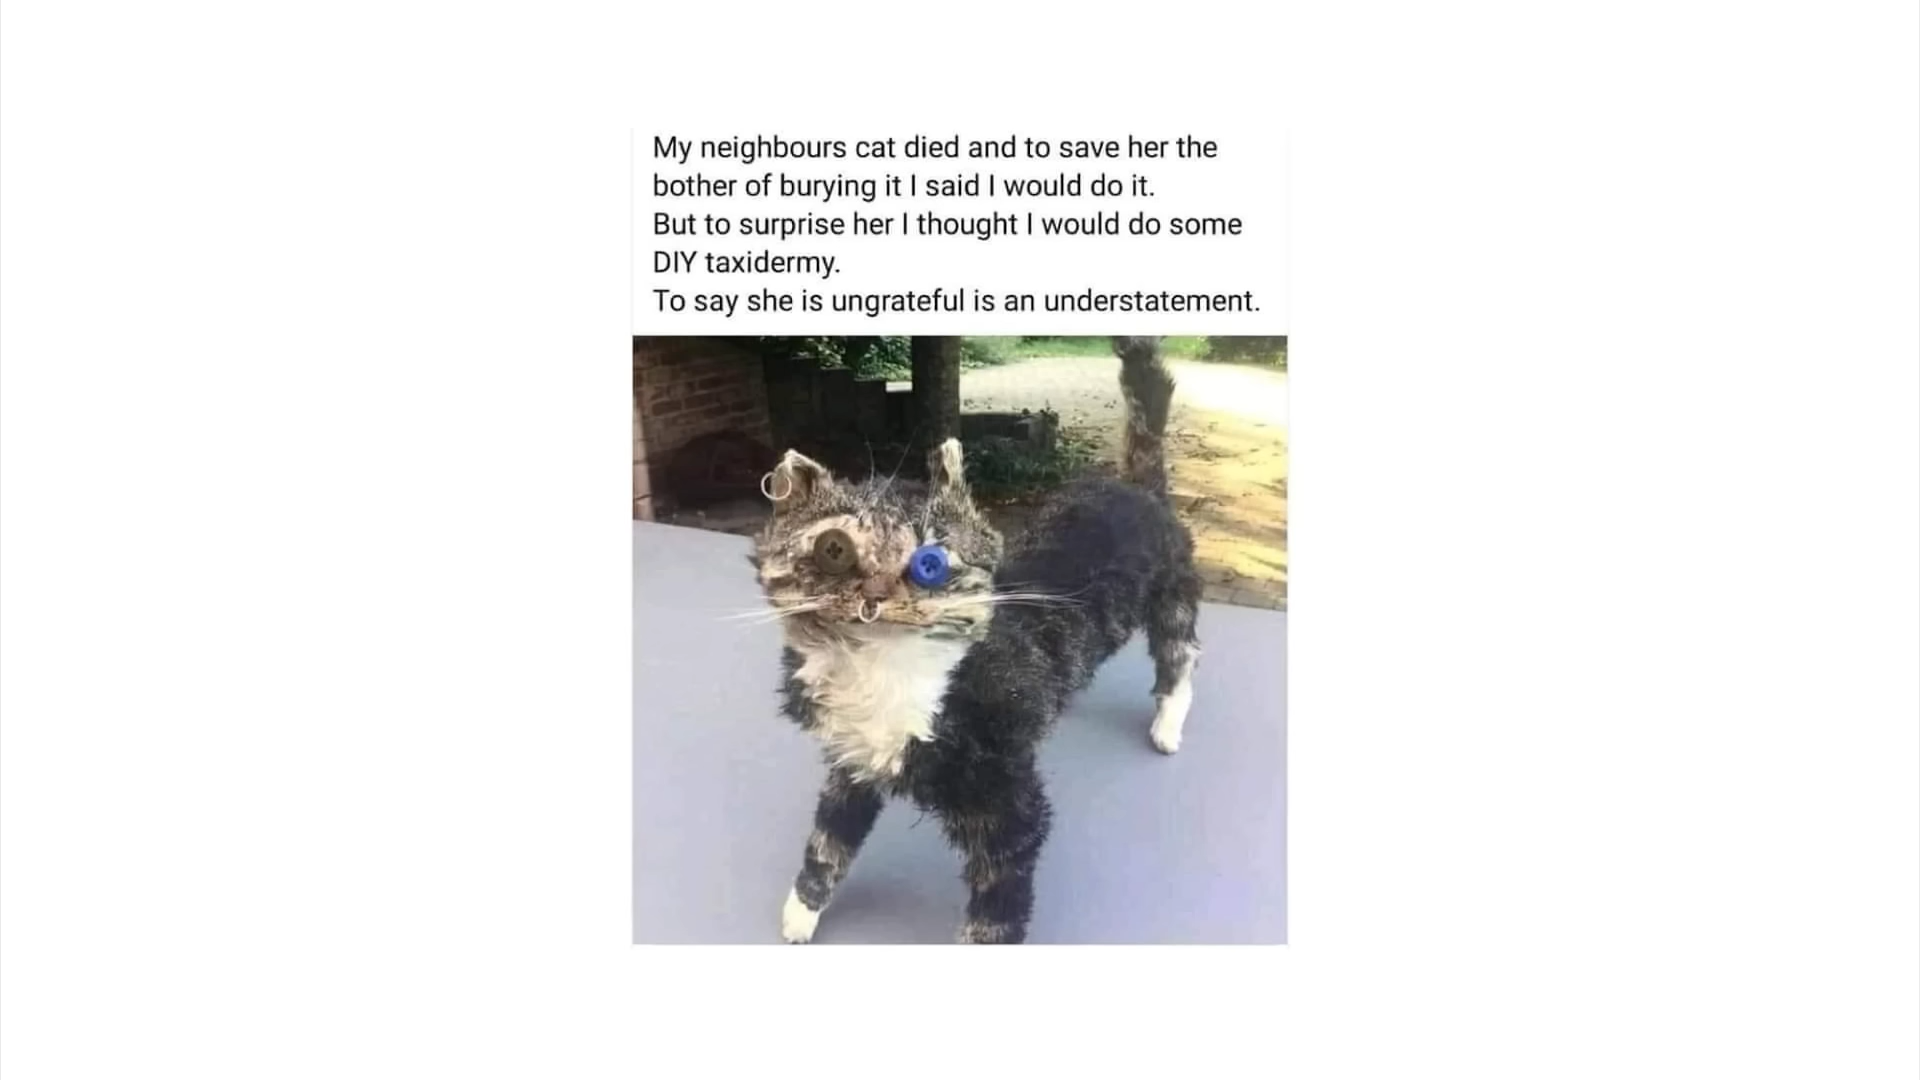 My neighbours cat died and to save her the
bother of burying it I said I would do it.
But to surprise her I thought I would do some
DIY taxidermy.
To say she is ungrateful is an understatement.